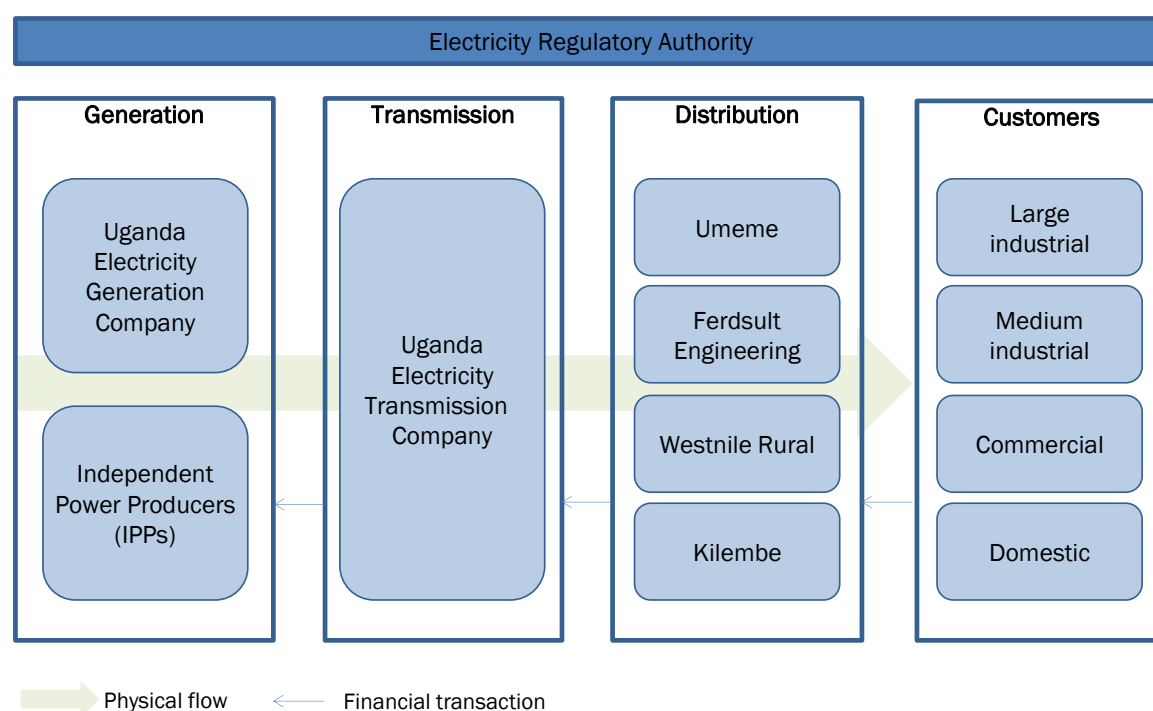 Electricity Regulatory Authority
Generation
Uganda
Electricity
Generation
Company
Independent
Power Producers
(IPPs)
Transmission
Uganda
Electricity
Transmission
Company
Distribution
Umeme
Ferdsult
Engineering
Westnile Rural
Kilembe
Customers
Large
industrial
Medium
industrial
Commercial
Domestic
Physical flow
Financial transaction